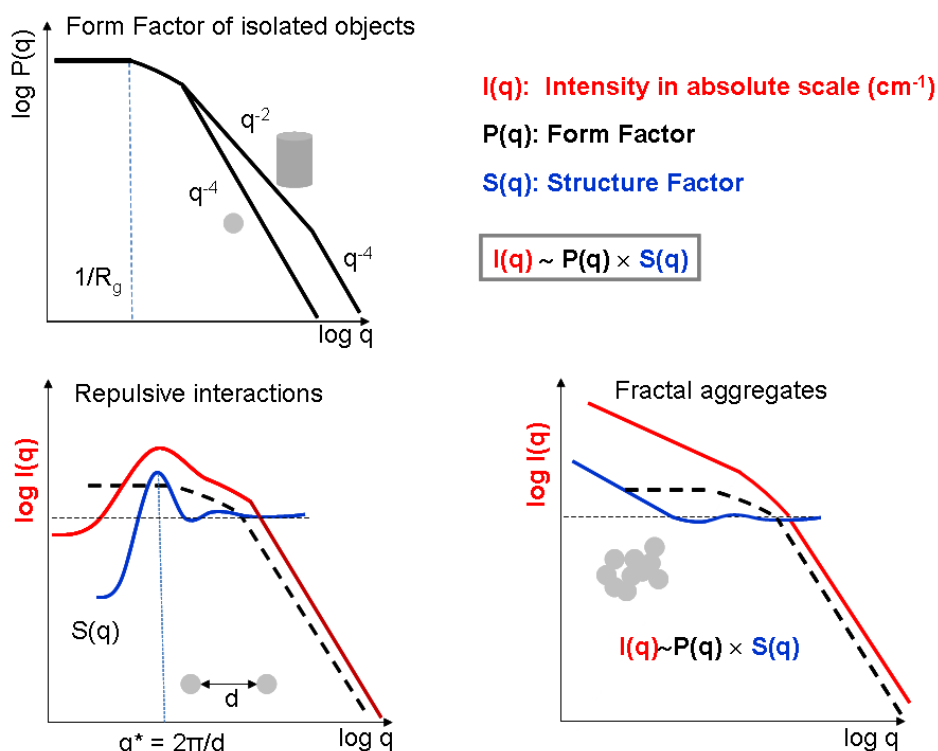 Form Factor of isolated objects
log P(q)
q-2
q-4
q-4
1/Rg
log q
I(q): Intensity in absolute scale (cm-1)
P(q): Form Factor
S(q): Structure Factor
I(q) ~ P(q) × S(q)
Repulsive interactions
log I(q)
S(q)
d
q* = 2π/d
log q
Fractal aggregates
log I(q)
I(q)~P(q) × S(q)
log q